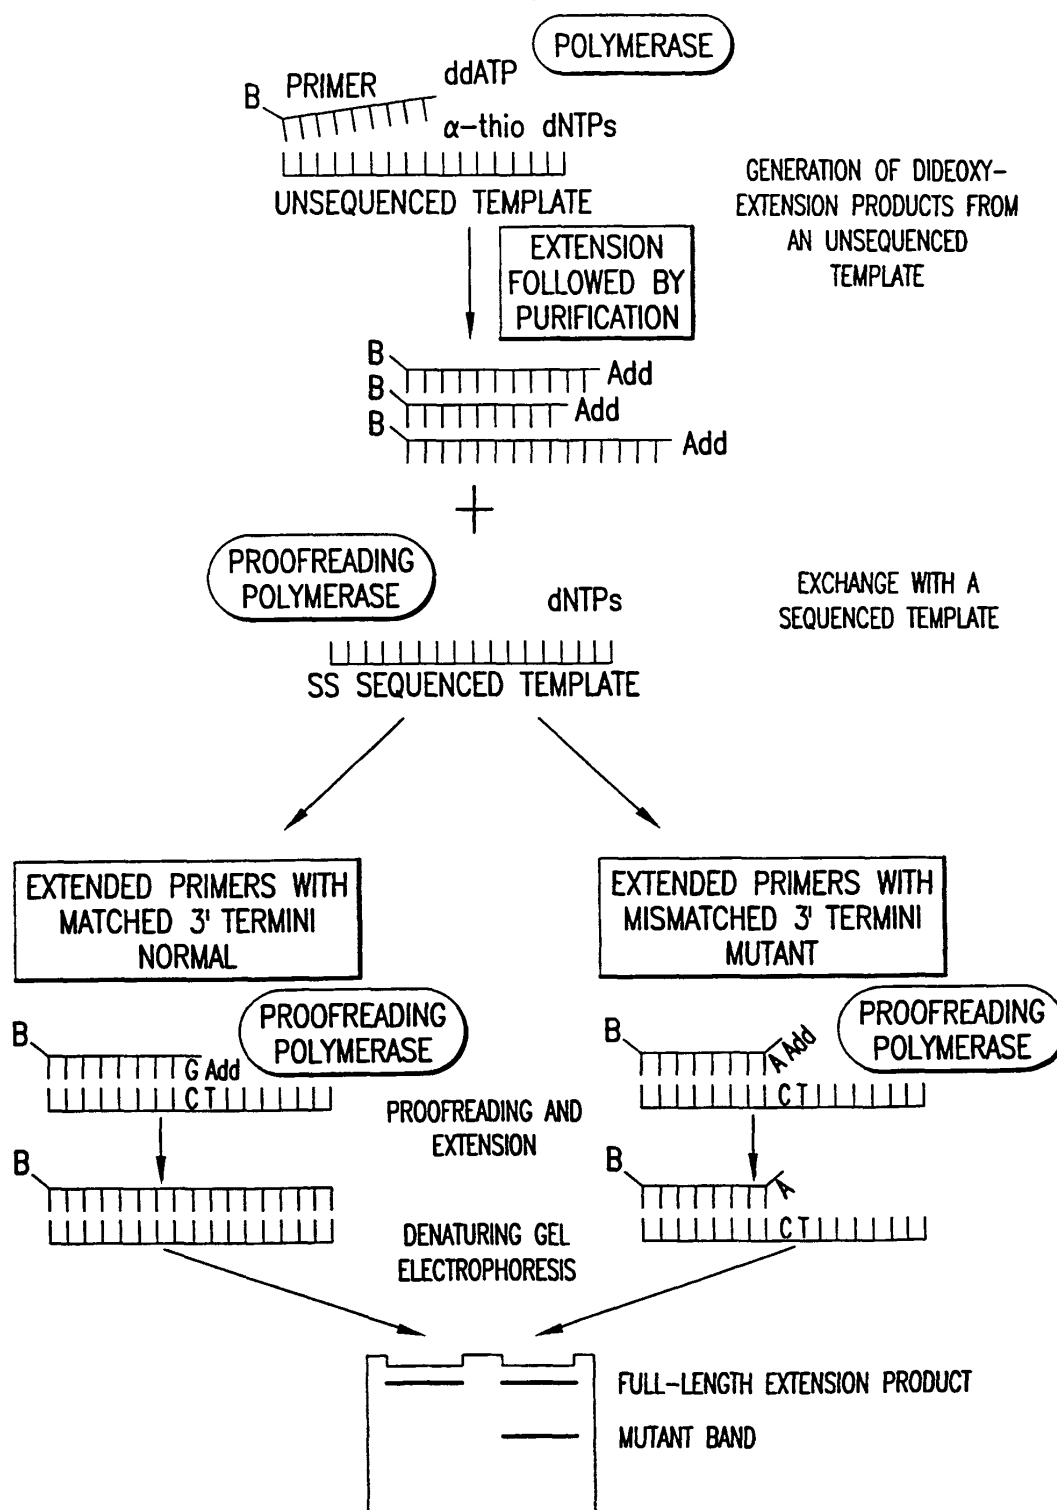 POLYMERASE
ddATP
B
PRIMER
α-thio dNTPs
UNSEQUENCED TEMPLATE
GENERATION OF DIDEOXY-
EXTENSION PRODUCTS FROM
AN UNSEQUENCED
TEMPLATE
EXTENSION
FOLLOWED BY
PURIFICATION
B
Add
B
Add
B
Add
+
PROOFREADING
POLYMERASE
dNTPs
SS SEQUENCED TEMPLATE
EXCHANGE WITH A
SEQUENCED TEMPLATE
EXTENDED PRIMERS WITH
MATCHED 3' TERMINI
NORMAL
EXTENDED PRIMERS WITH
MISMATCHED 3' TERMINI
MUTANT
B
PROOFREADING
POLYMERASE
G Add
C T
B
A Add
PROOFREADING
POLYMERASE
C T
PROOFREADING AND
EXTENSION
B
B
A
C T
DENATURING GEL
ELECTROPHORESIS
FULL-LENGTH EXTENSION PRODUCT
MUTANT BAND